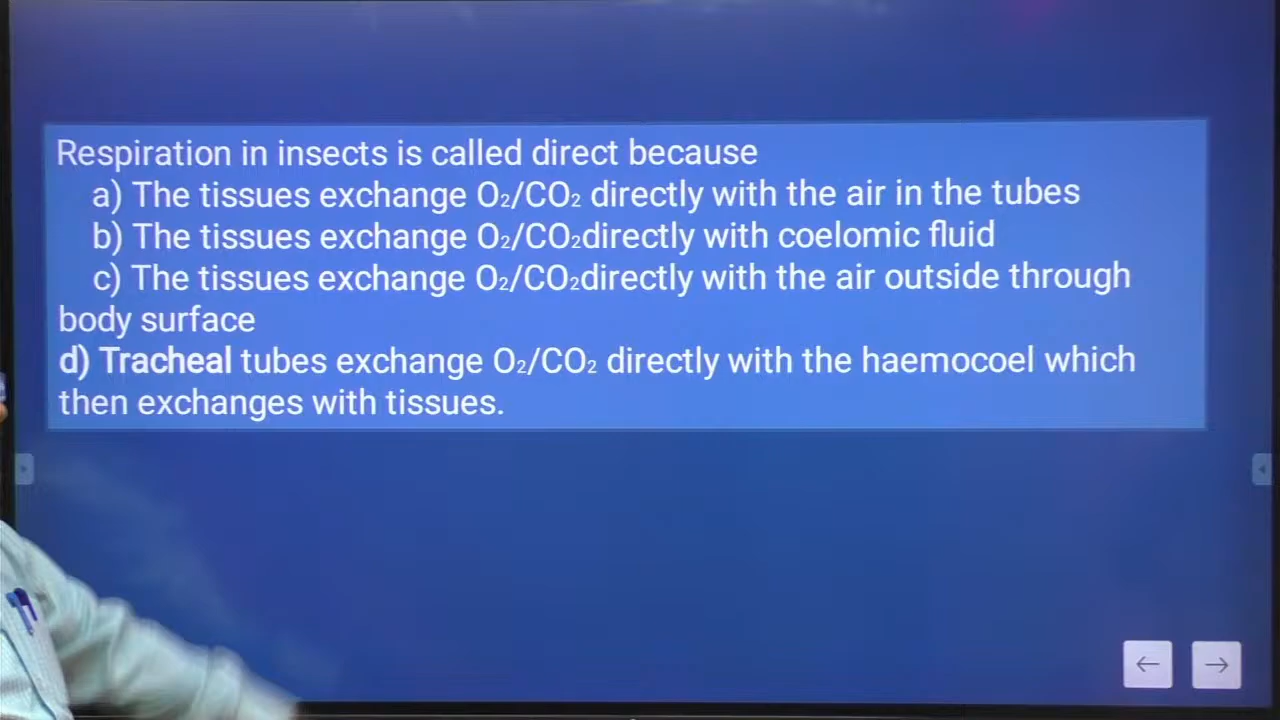 Respiration in insects is called direct because
a) The tissues exchange O₂/CO₂ directly with the air in the tubes
b) The tissues exchange O₂/CO₂directly with coelomic fluid
c) The tissues exchange O₂/CO₂directly with the air outside through
body surface
d) Tracheal tubes exchange O₂/CO₂ directly with the haemocoel which
then exchanges with tissues.